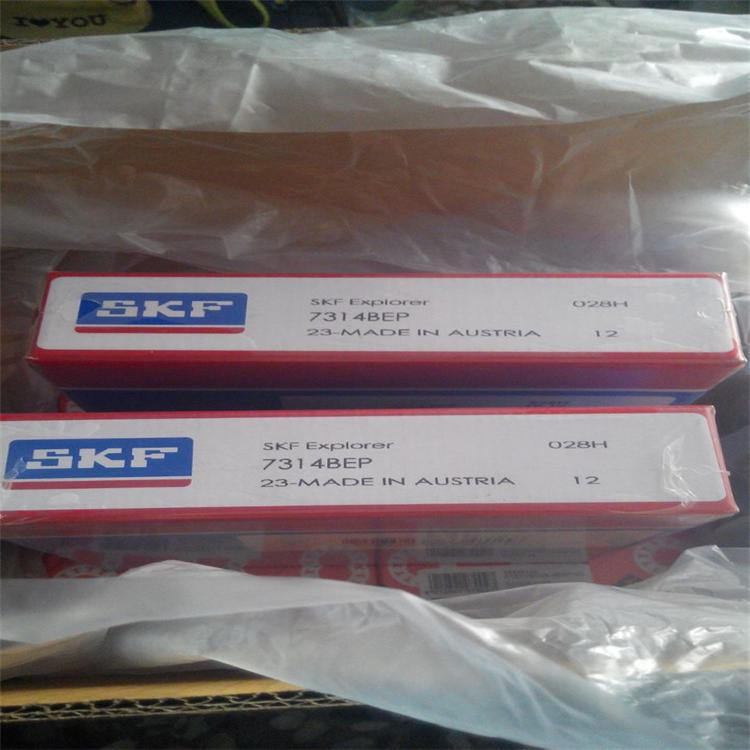 I♥YOU
SKF
SKF Explorer 028H
7314BEP
23-MADE IN AUSTRIA 12
SKF
SKF Explorer 028H
7314BEP
23-MADE IN AUSTRIA 12